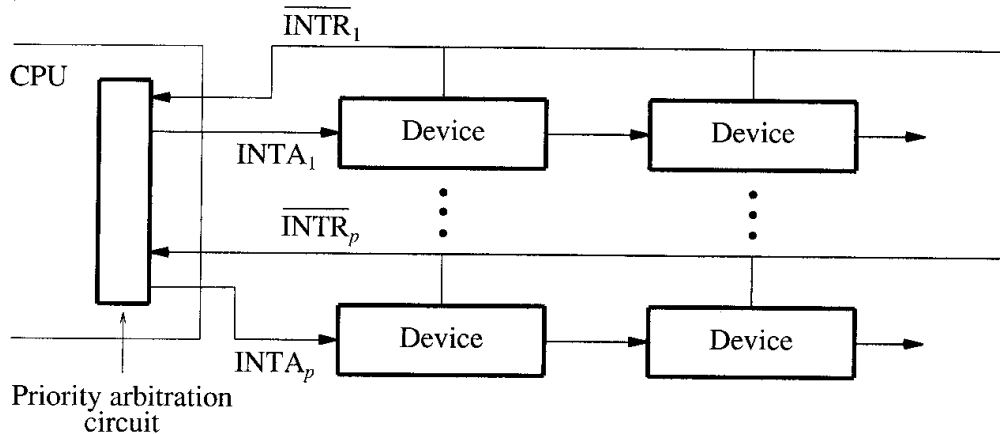 INTR₁
CPU
Device
Device
INTA₁
INTRₚ
Device
Device
INTAₚ
Priority arbitration
circuit